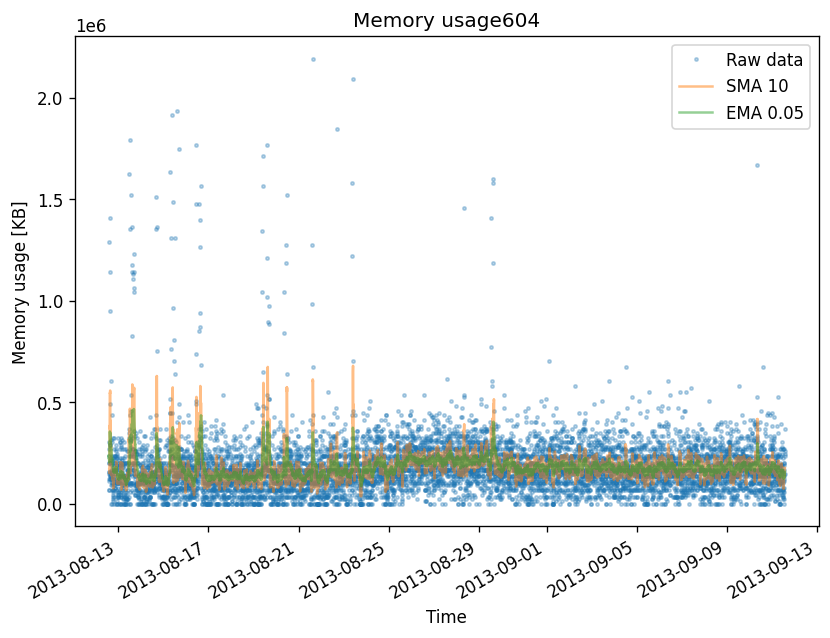 Memory usage604
1e6
Raw data
SMA 10
EMA 0.05
2.0
1.5
1.0
0.5
0.0
Memory usage [KB]
2013-08-13
2013-08-17
2013-08-21
2013-08-25
2013-08-29
2013-09-01
2013-09-05
2013-09-09
2013-09-13
Time